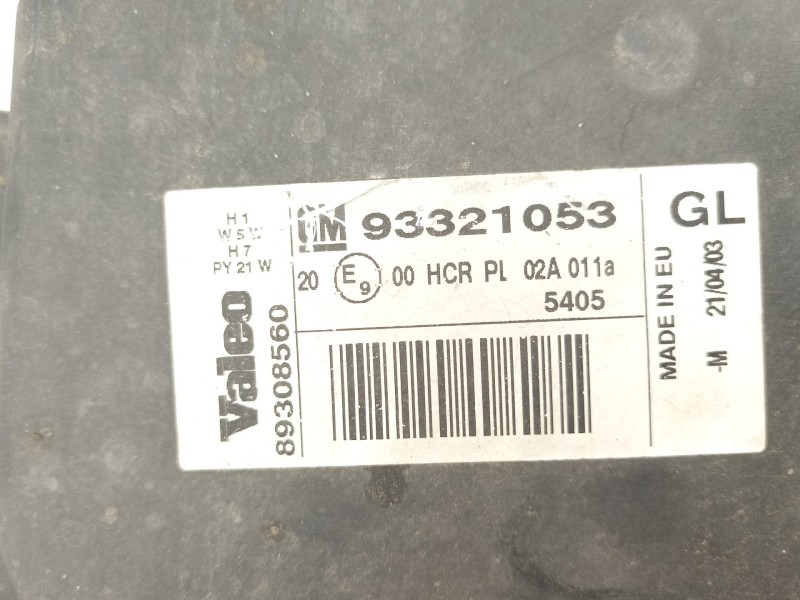 H 1
W 5 W
H 7
PY 21 W
GM 93321053
20 E9 00 HCR PL 02A 011a
5405
Valeo
89308560
GL
MADE IN EU
-M 21/04/03